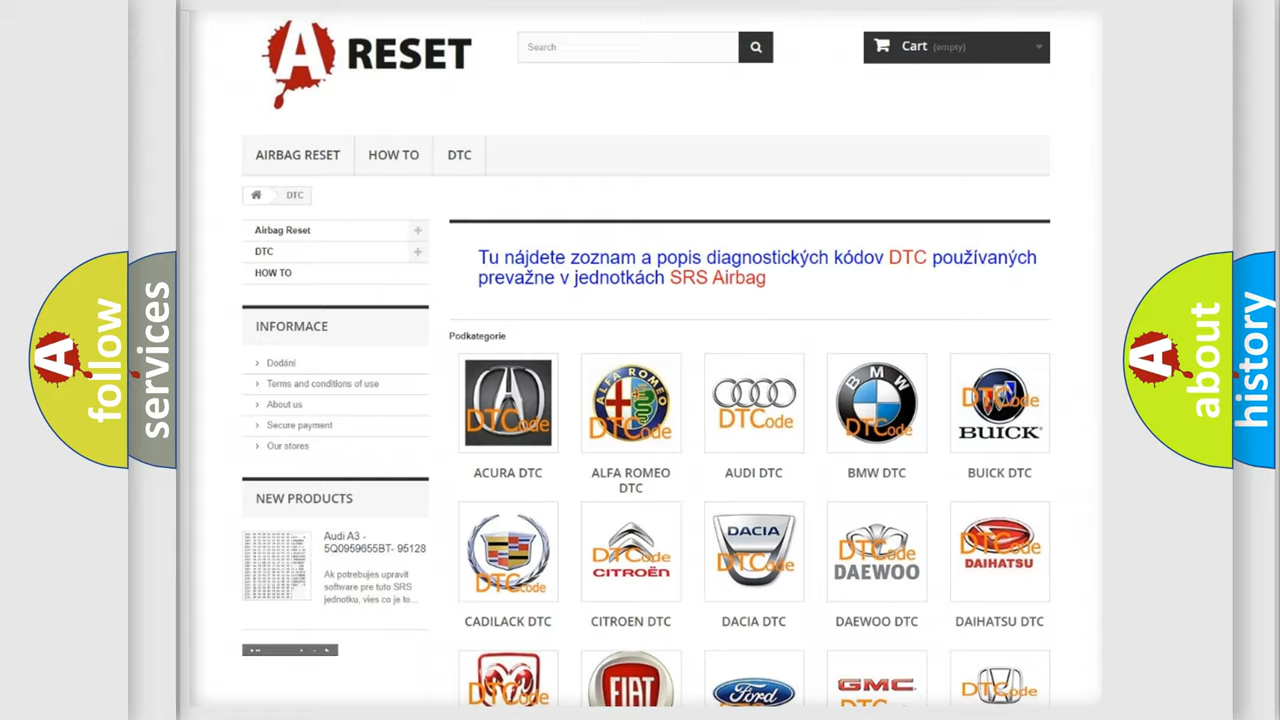 A RESET
Search
Cart (empty)
AIRBAG RESET
HOW TO
DTC
DTC
Airbag Reset
DTC
HOW TO
INFORMACE
Dodání
Terms and conditions of use
About us
Secure payment
Our stores
NEW PRODUCTS
Audi A3 -
5Q0959655BT- 95128
Ak potrebujes upravit
software pre tuto SRS
jednotku, vies co je to...
Tu nájdete zoznam a popis diagnostických kódov DTC používaných
prevažne v jednotkách SRS Airbag
Podkategorie
DTCode
ALFA ROMEO
DTCode
DTCode
BMW
DTCode
DTCode
BUICK
ACURA DTC
ALFA ROMEO
DTC
AUDI DTC
BMW DTC
BUICK DTC
DTCode
DTCode
CITROËN
DACIA
DTCode
DTCode
DAEWOO
DTCode
DAIHATSU
CADILACK DTC
CITROEN DTC
DACIA DTC
DAEWOO DTC
DAIHATSU DTC
DTCode
FIAT
Ford
GMC
DTCode
A follow
services
A about
history